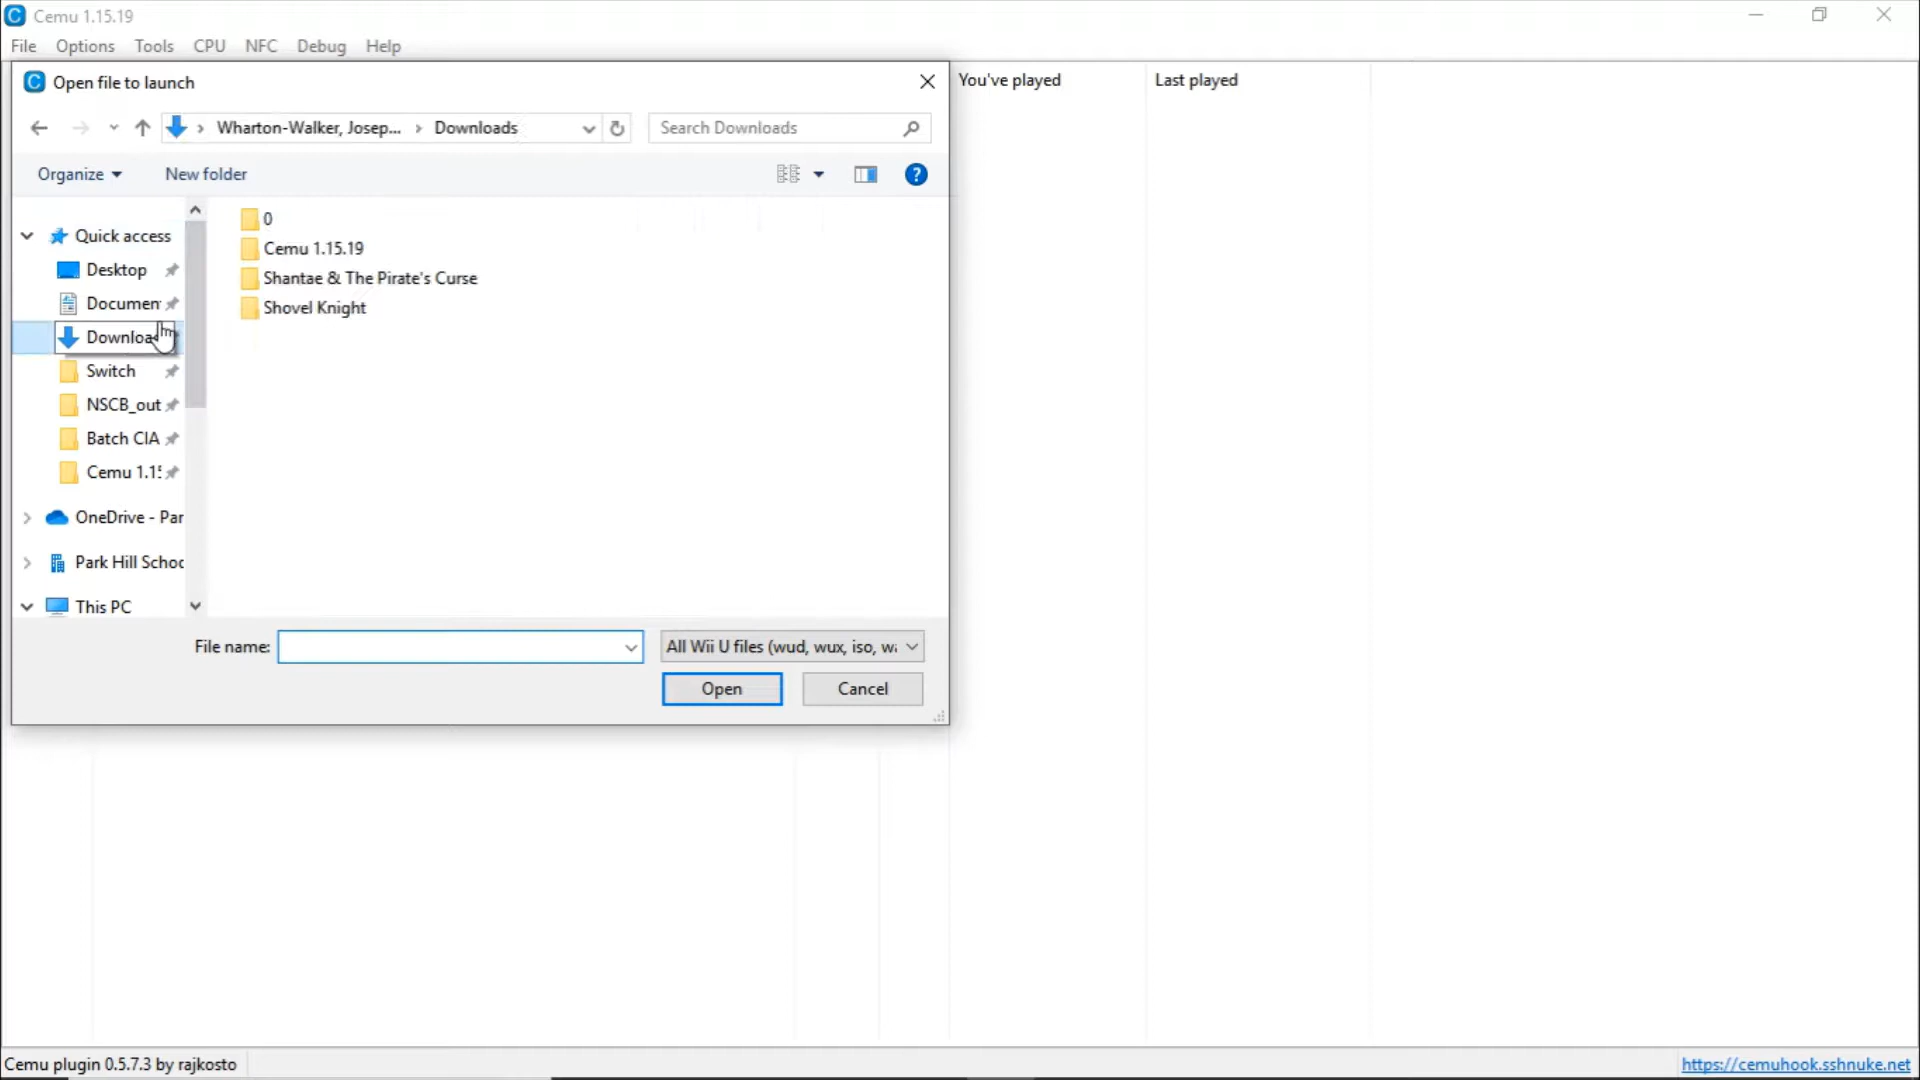 Cemu 1.15.19
File Options Tools CPU NFC Debug Help
Open file to launch
You've played Last played
Wharton-Walker, Josep... Downloads Search Downloads
Organize New folder
Quick access
Desktop
Documen
Downloa
Switch
NSCB_out
Batch CIA
Cemu 1.15
OneDrive - Par
Park Hill Schoo
This PC
0
Cemu 1.15.19
Shantae & The Pirate's Curse
Shovel Knight
File name: All Wii U files (wud, wux, iso, wa
Open Cancel
Cemu plugin 0.5.7.3 by rajkosto https://cemuhook.sshnuke.net